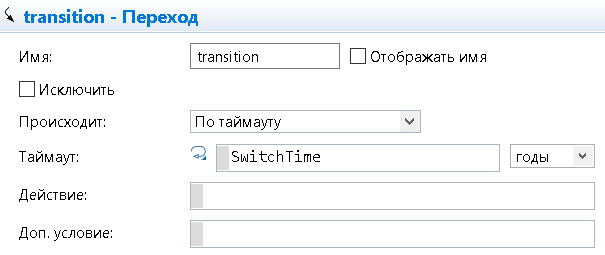 transition - Переход
Имя: transition Отображать имя
Исключить
Происходит: По таймауту
Таймаут: SwitchTime годы
Действие:
Доп. условие: